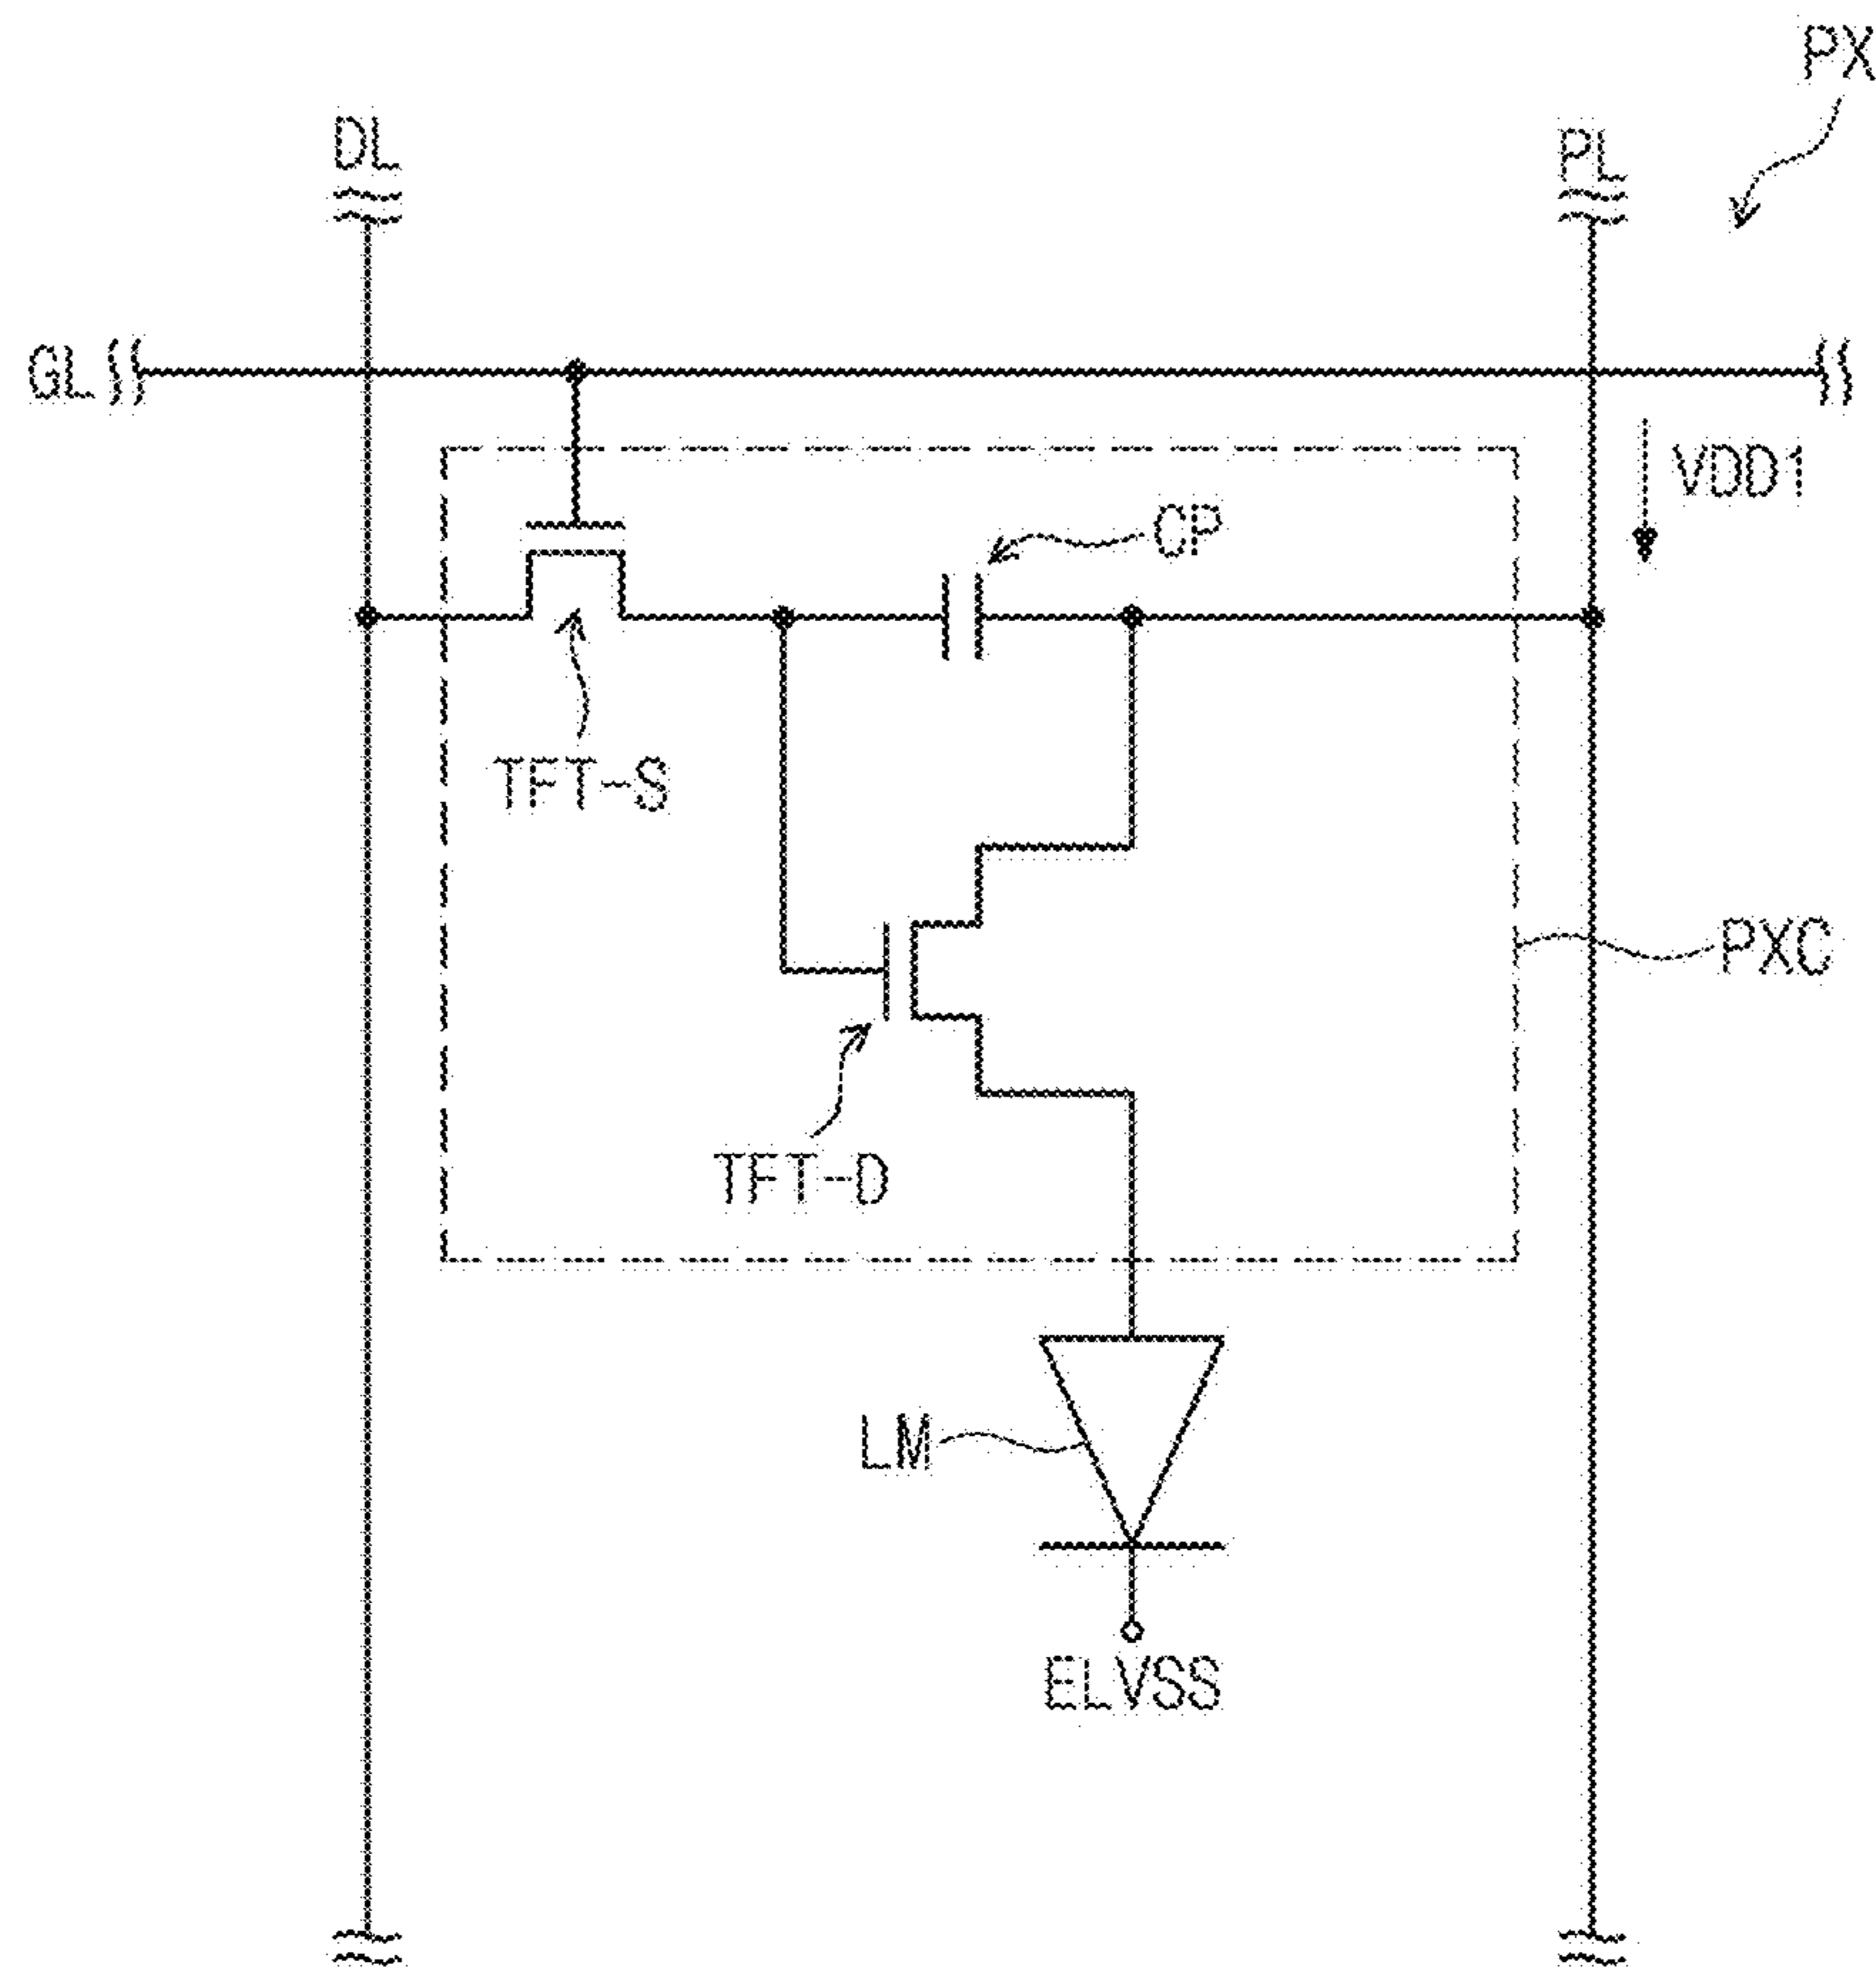 PX
DL
PL
GL
VDD1
CP
TFT-S
PXC
TFT-D
LM
ELVSS